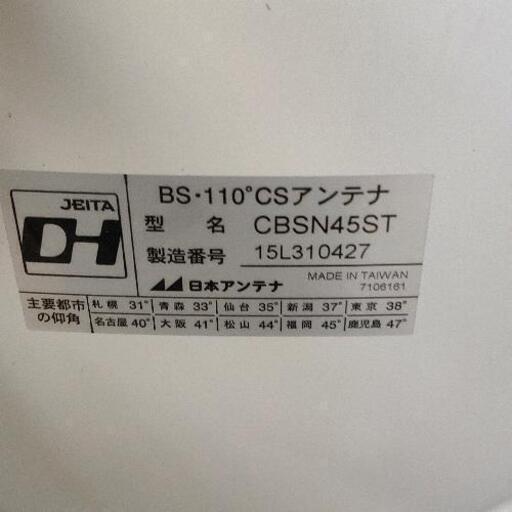 JEITA
DH
BS・110°CSアンテナ
型 名 CBSN45ST
製造番号 15L310427
日本アンテナ
MADE IN TAIWAN
7106161
主要都市の仰角
札幌 31° 青森 33° 仙台 35° 新潟 37° 東京 38°
名古屋 40° 大阪 41° 松山 44° 福岡 45° 鹿児島 47°